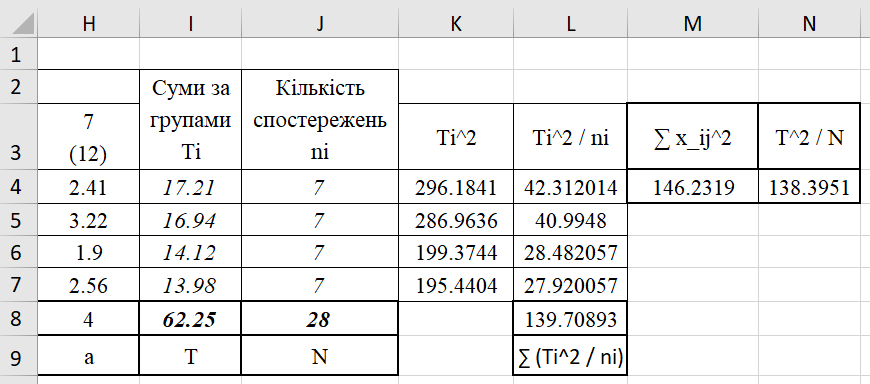 H I J K L M N
1
2 Суми за Кількість
7 групами спостережень Ti^2 Ti^2 / ni ∑ x_ij^2 T^2 / N
3 (12) Ti ni
4 2.41 17.21 7 296.1841 42.312014 146.2319 138.3951
5 3.22 16.94 7 286.9636 40.9948
6 1.9 14.12 7 199.3744 28.482057
7 2.56 13.98 7 195.4404 27.920057
8 4 62.25 28 139.70893
9 a T N ∑ (Ti^2 / ni)